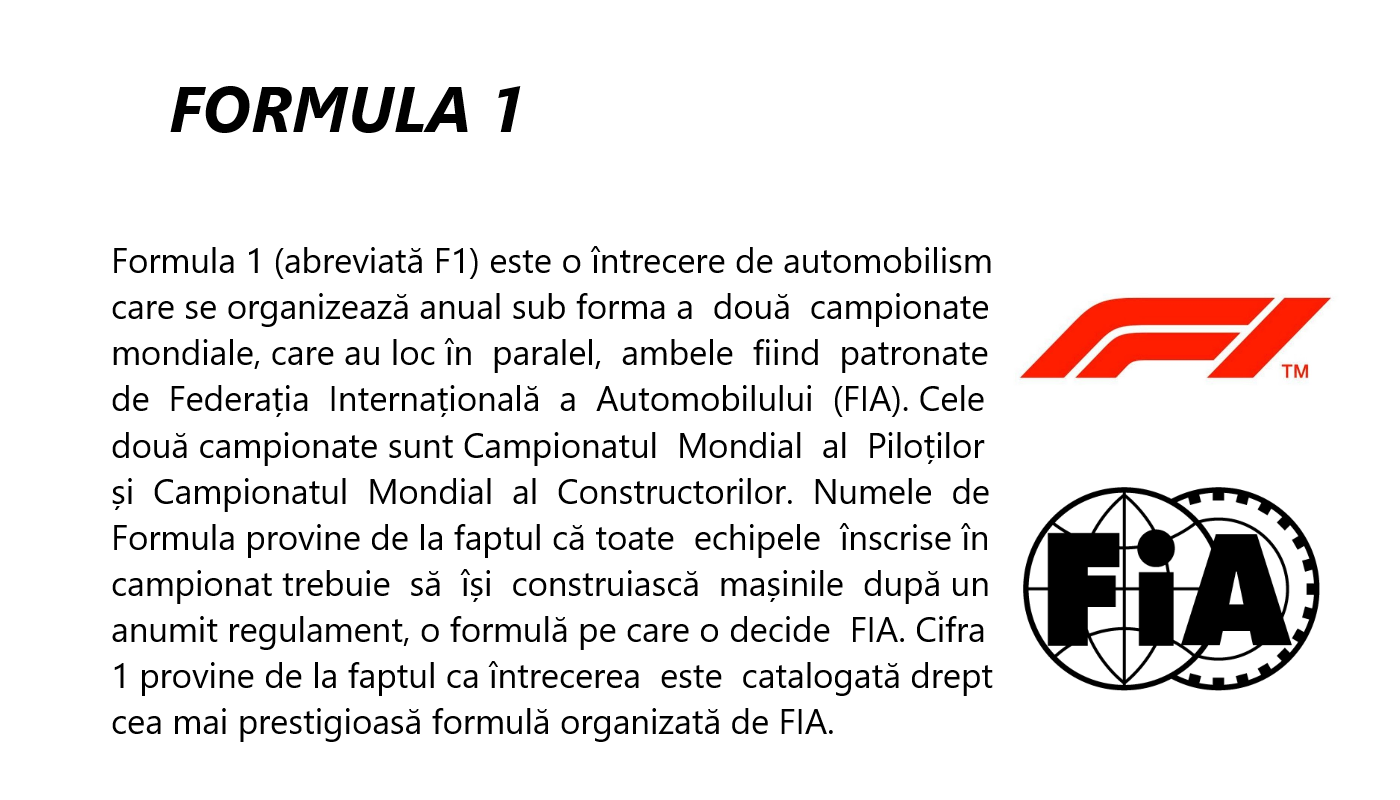 FORMULA 1
Formula 1 (abreviată F1) este o întrecere de automobilism
care se organizează anual sub forma a două campionate
mondiale, care au loc în paralel, ambele fiind patronate
de Federația Internațională a Automobilului (FIA). Cele
două campionate sunt Campionatul Mondial al Piloților
și Campionatul Mondial al Constructorilor. Numele de
Formula provine de la faptul că toate echipele înscrise în
campionat trebuie să își construiască mașinile după un
anumit regulament, o formulă pe care o decide FIA. Cifra
1 provine de la faptul ca întrecerea este catalogată drept
cea mai prestigioasă formulă organizată de FIA.
F1 TM
FiA